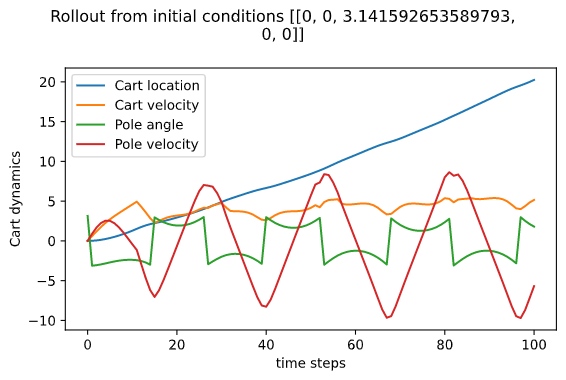 Rollout from initial conditions [[0, 0, 3.141592653589793,
0, 0]]
Cart location
Cart velocity
Pole angle
Pole velocity
20
15
10
5
0
−5
−10
Cart dynamics
0
20
40
60
80
100
time steps